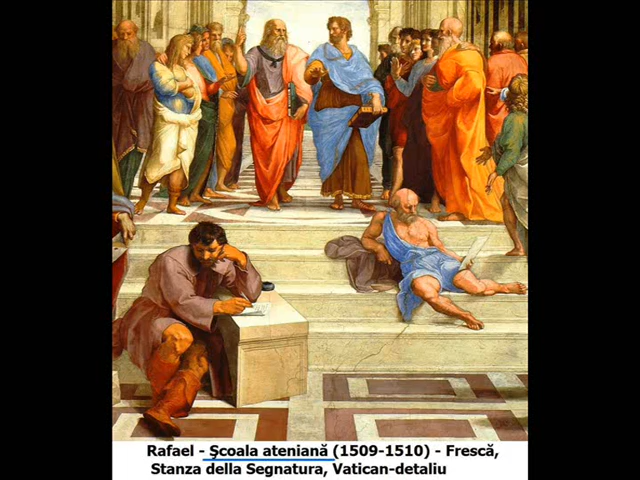 Rafael - Şcoala ateniană (1509-1510) - Frescă,
Stanza della Segnatura, Vatican-detaliu